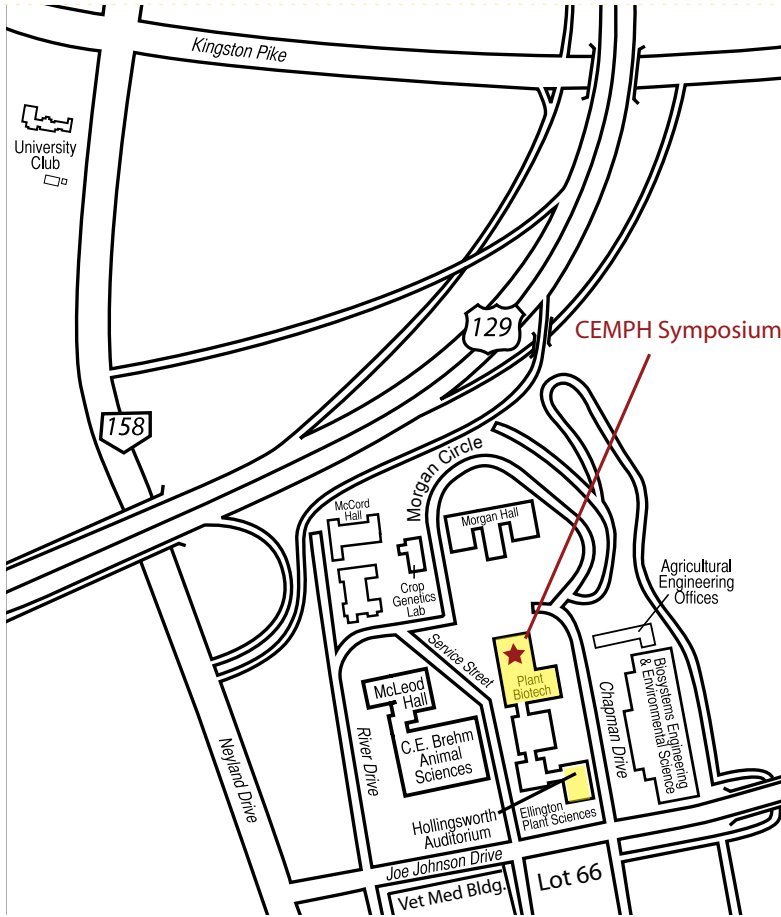 Kingston Pike
University
Club
129
CEMPH Symposium
158
Morgan Circle
McCord
Hall
Morgan Hall
Crop
Genetics
Lab
Agricultural
Engineering
Offices
Service Street
Plant
Biotech
Biosystems Engineering
& Environmental Science
McLeod
Hall
C.E. Brehm
Animal
Sciences
Chapman Drive
River Drive
Neyland Drive
Hollingsworth
Auditorium
Ellington
Plant Sciences
Joe Johnson Drive
Vet Med Bldg.
Lot 66